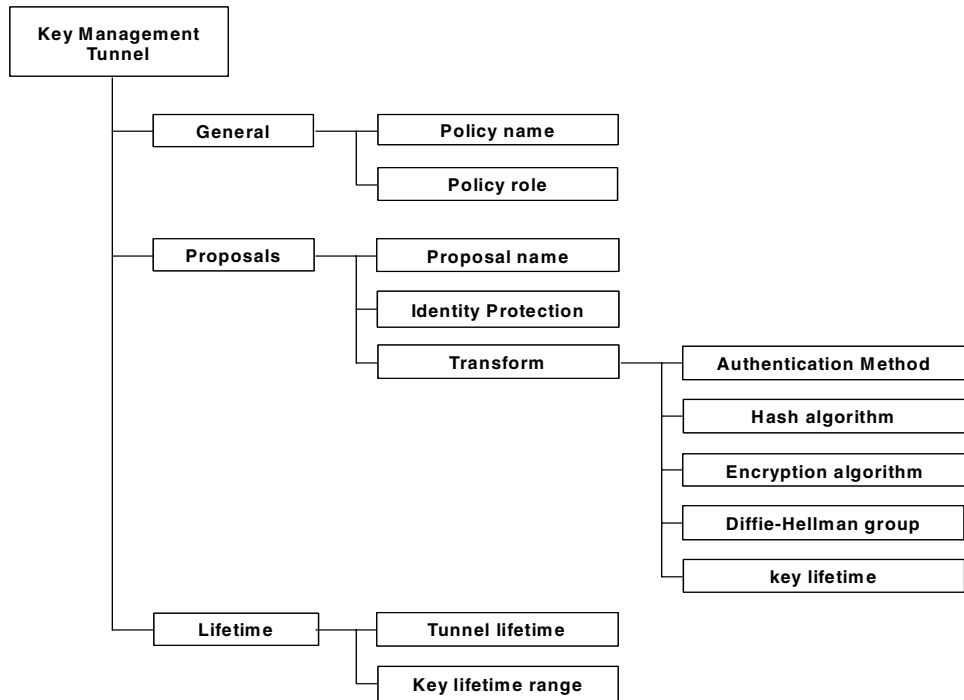 Key Management
Tunnel
General
Policy name
Policy role
Proposals
Proposal name
Identity Protection
Transform
Authentication Method
Hash algorithm
Encryption algorithm
Diffie-Hellman group
key lifetime
Lifetime
Tunnel lifetime
Key lifetime range